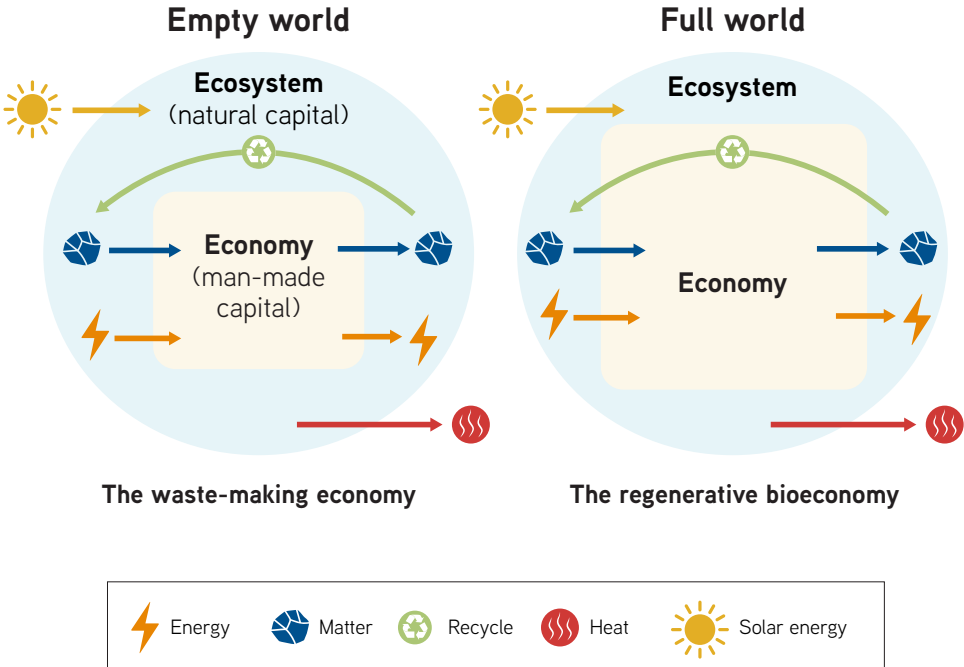 Empty world
Full world
Ecosystem
(natural capital)
Ecosystem
Economy
(man-made
capital)
Economy
The waste-making economy
The regenerative bioeconomy
Energy
Matter
Recycle
Heat
Solar energy